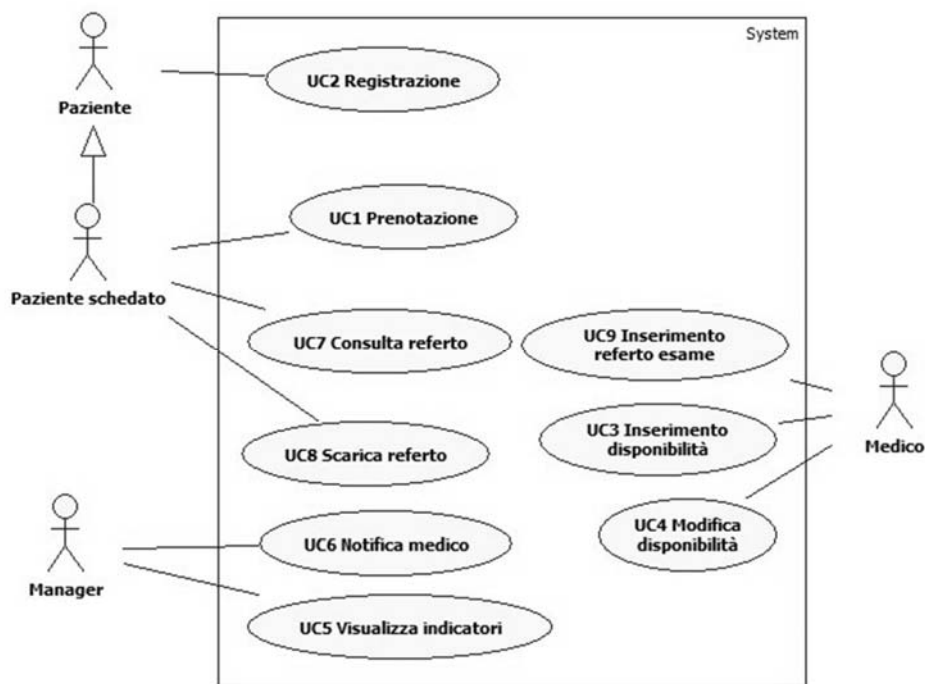 System
Paziente
UC2 Registrazione
UC1 Prenotazione
Paziente schedato
UC7 Consulta referto
UC9 Inserimento
referto esame
UC3 Inserimento
disponibilità
Medico
UC8 Scarica referto
UC4 Modifica
disponibilità
UC6 Notifica medico
Manager
UC5 Visualizza indicatori